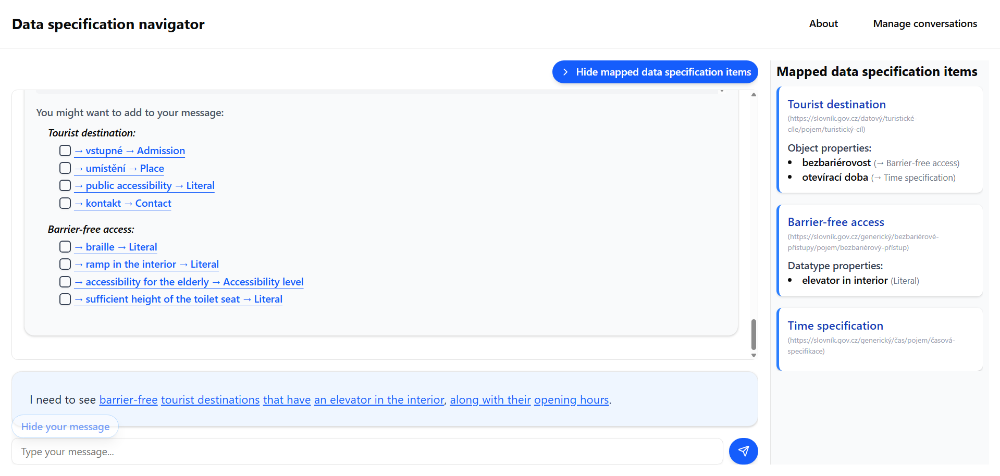 Data specification navigator
About
Manage conversations
Hide mapped data specification items
You might want to add to your message:
Tourist destination:
→ vstupné → Admission
→ umístění → Place
→ public accessibility → Literal
→ kontakt → Contact
Barrier-free access:
→ braille → Literal
→ ramp in the interior → Literal
→ accessibility for the elderly → Accessibility level
→ sufficient height of the toilet seat → Literal
I need to see barrier-free tourist destinations that have an elevator in the interior, along with their opening hours.
Hide your message
Type your message...
Mapped data specification items
Tourist destination
(https://slovník.gov.cz/datový/turistické-
cíle/pojem/turistický-cíl)
Object properties:
• bezbariérovost (→ Barrier-free access)
• otevírací doba (→ Time specification)
Barrier-free access
(https://slovník.gov.cz/generický/bezbariérové-
přístupy/pojem/bezbariérový-přístup)
Datatype properties:
• elevator in interior (Literal)
Time specification
(https://slovník.gov.cz/generický/čas/pojem/časová-
specifikace)